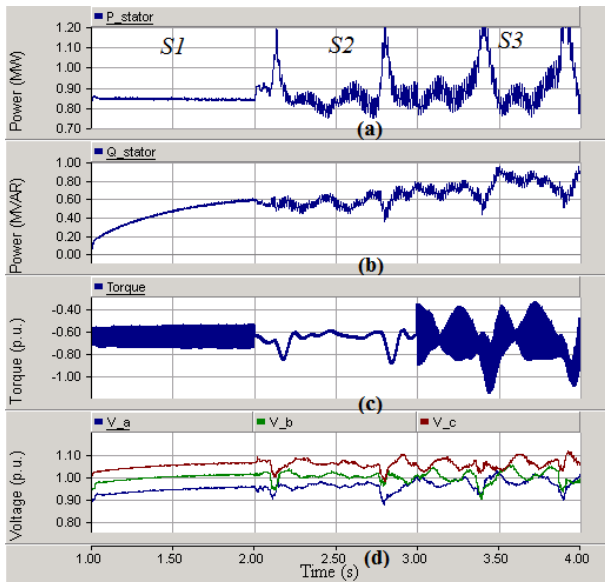 P_stator
S1
S2
S3
Power (MW)
1.20
1.10
1.00
0.90
0.80
0.70
(a)
Q_stator
Power (MVAR)
1.00
0.80
0.60
0.40
0.20
0.00
(b)
Torque
Torque (p.u.)
-0.40
-0.60
-0.80
-1.00
(c)
V_a V_b V_c
Voltage (p.u.)
1.10
1.00
0.90
0.80
(d)
1.00 1.50 2.00 2.50 3.00 3.50 4.00
Time (s)